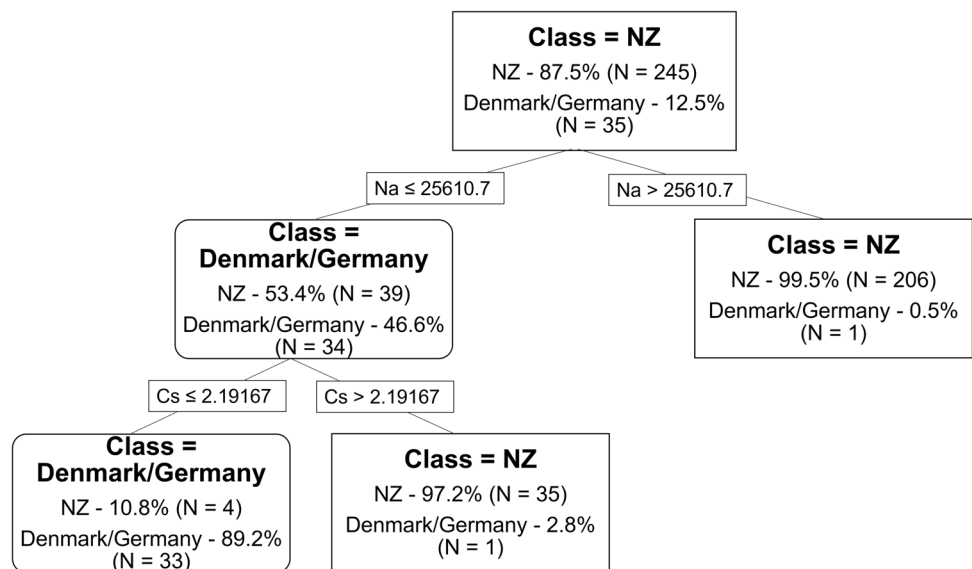 Class = NZ
NZ - 87.5% (N = 245)
Denmark/Germany - 12.5%
(N = 35)
Na ≤ 25610.7
Na > 25610.7
Class =
Denmark/Germany
NZ - 53.4% (N = 39)
Denmark/Germany - 46.6%
(N = 34)
Class = NZ
NZ - 99.5% (N = 206)
Denmark/Germany - 0.5%
(N = 1)
Cs ≤ 2.19167
Cs > 2.19167
Class =
Denmark/Germany
NZ - 10.8% (N = 4)
Denmark/Germany - 89.2%
(N = 33)
Class = NZ
NZ - 97.2% (N = 35)
Denmark/Germany - 2.8%
(N = 1)